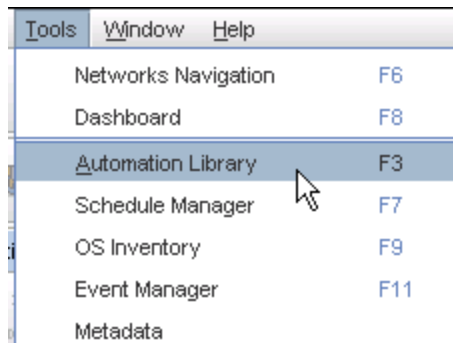 Tools Window Help
Networks Navigation F6
Dashboard F8
Automation Library F3
Schedule Manager F7
OS Inventory F9
Event Manager F11
Metadata